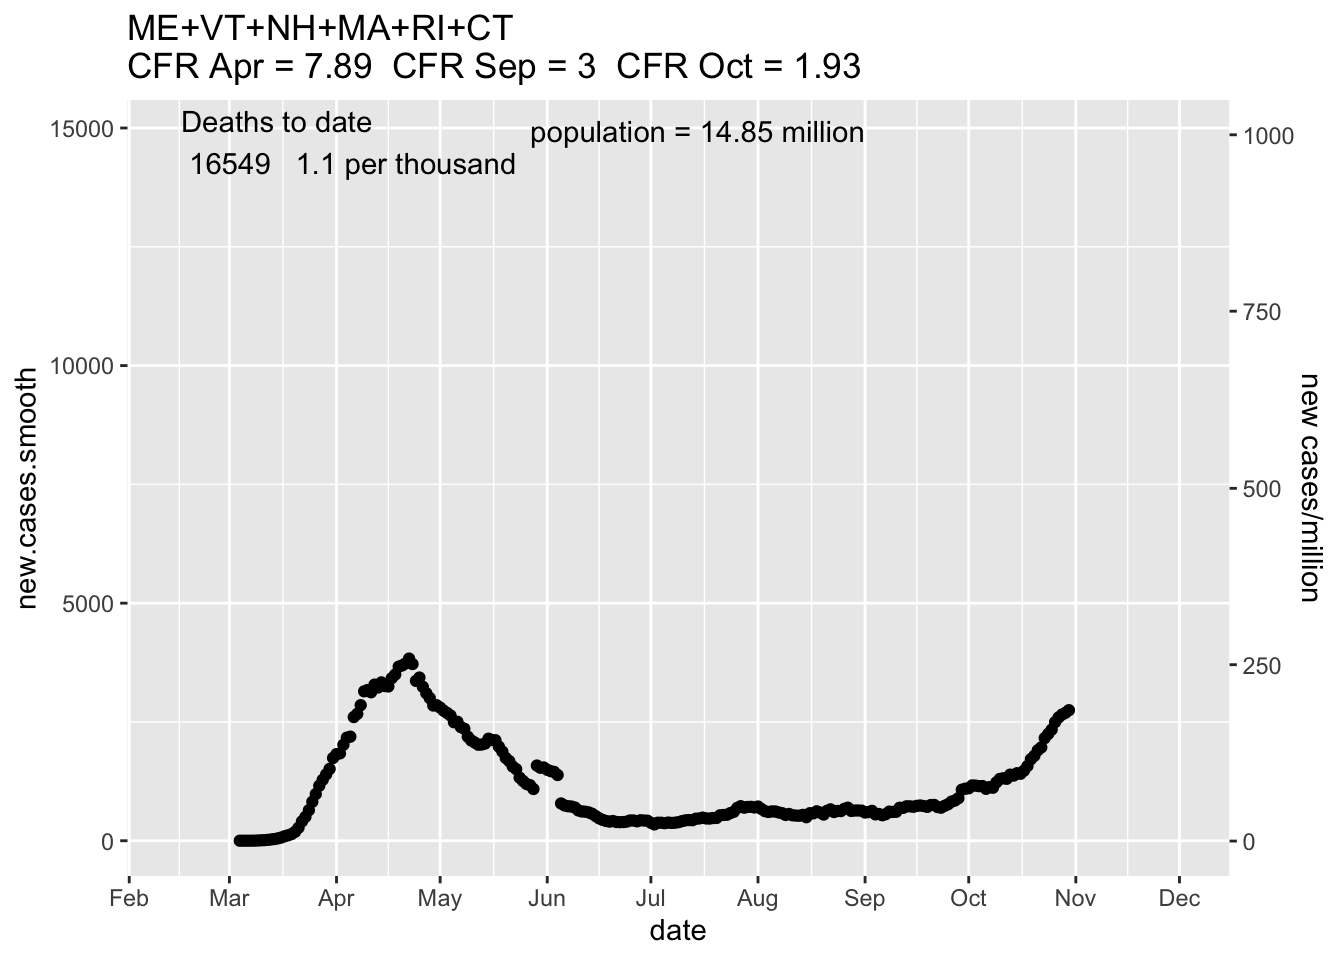 ME+VT+NH+MA+RI+CT
CFR Apr = 7.89  CFR Sep = 3  CFR Oct = 1.93
Deaths to date
16549   1.1 per thousand
population = 14.85 million
15000
10000
5000
0
new.cases.smooth
1000
750
500
250
0
new cases/million
Feb Mar Apr May Jun Jul Aug Sep Oct Nov Dec
date